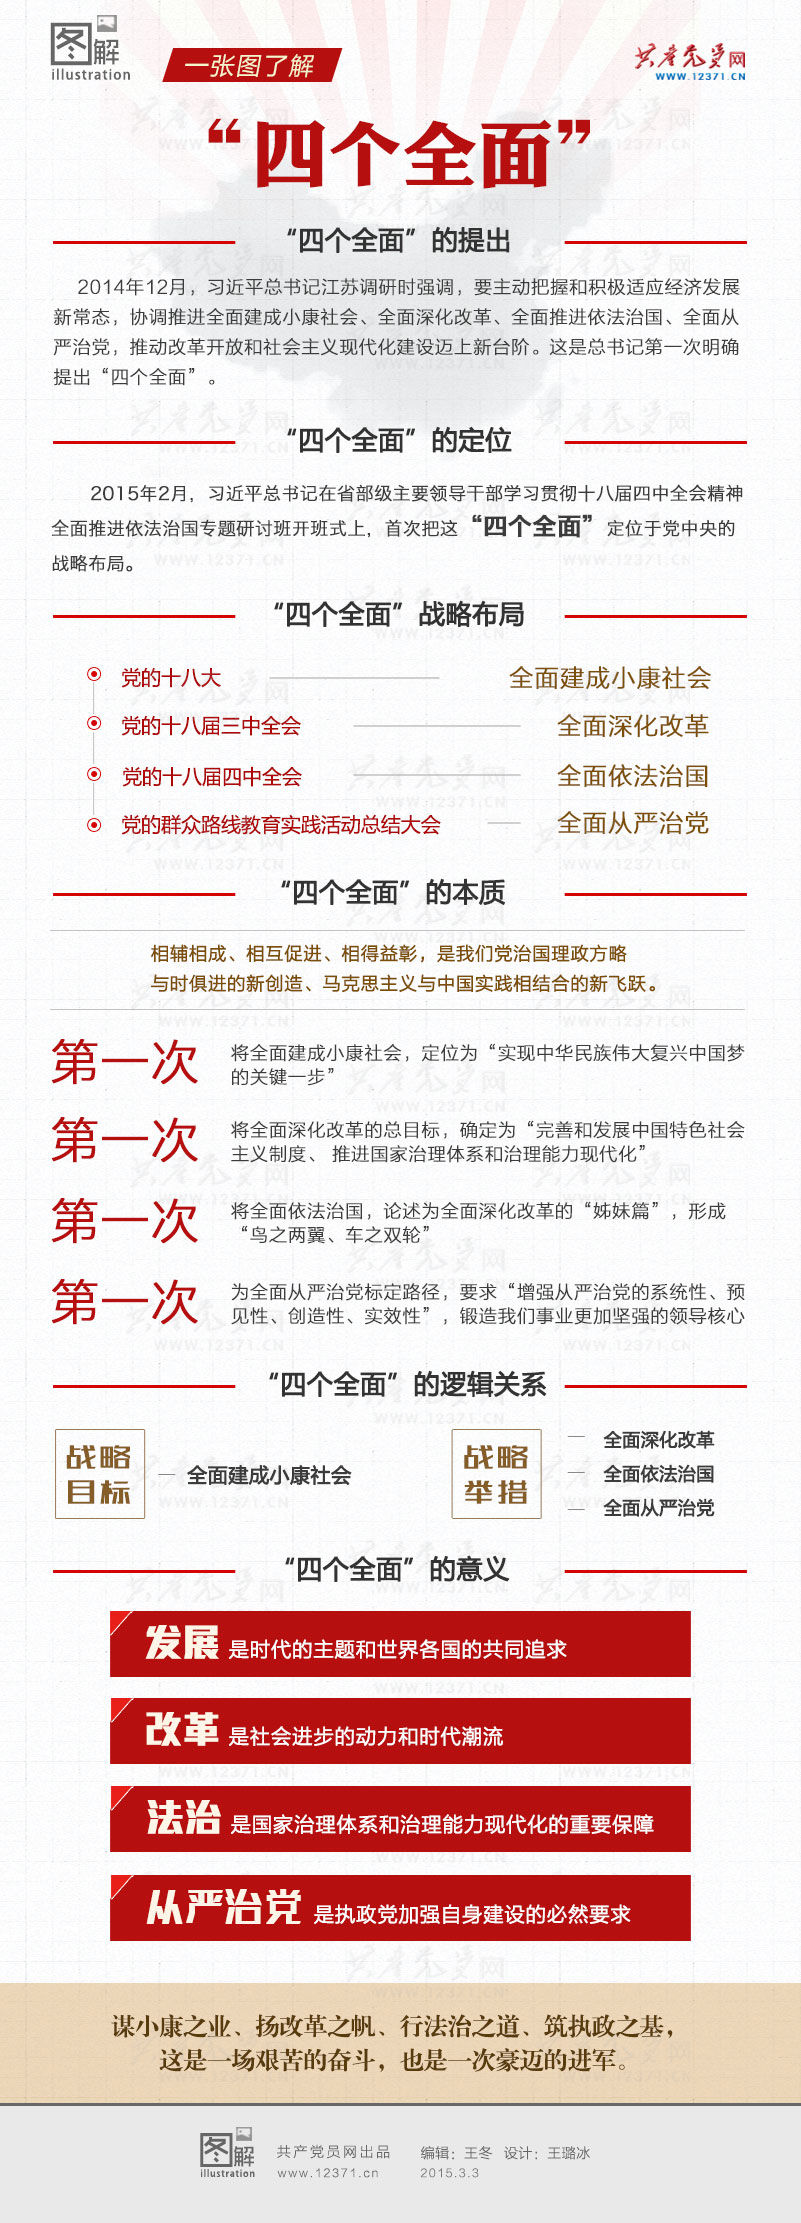 图解
illustration
一张图了解
共产党员网
WWW.12371.CN
“四个全面”
“四个全面”的提出
2014年12月，习近平总书记江苏调研时强调，要主动把握和积极适应经济发展
新常态，协调推进全面建成小康社会、全面深化改革、全面推进依法治国、全面从
严治党，推动改革开放和社会主义现代化建设迈上新台阶。这是总书记第一次明确
提出“四个全面”。
“四个全面”的定位
2015年2月，习近平总书记在省部级主要领导干部学习贯彻十八届四中全会精神
全面推进依法治国专题研讨班开班式上，首次把这“四个全面”定位于党中央的
战略布局。
“四个全面”战略布局
党的十八大 全面建成小康社会
党的十八届三中全会 全面深化改革
党的十八届四中全会 全面依法治国
党的群众路线教育实践活动总结大会 全面从严治党
“四个全面”的本质
相辅相成、相互促进、相得益彰，是我们党治国理政方略
与时俱进的新创造、马克思主义与中国实践相结合的新飞跃。
第一次 将全面建成小康社会，定位为“实现中华民族伟大复兴中国梦
的关键一步”
第一次 将全面深化改革的总目标，确定为“完善和发展中国特色社会
主义制度、推进国家治理体系和治理能力现代化”
第一次 将全面依法治国，论述为全面深化改革的“姊妹篇”，形成
“鸟之两翼、车之双轮”
第一次 为全面从严治党标定路径，要求“增强从严治党的系统性、预
见性、创造性、实效性”，锻造我们事业更加坚强的领导核心
“四个全面”的逻辑关系
战略
目标
全面建成小康社会
战略
举措
全面深化改革
全面依法治国
全面从严治党
“四个全面”的意义
发展 是时代的主题和世界各国的共同追求
改革 是社会进步的动力和时代潮流
法治 是国家治理体系和治理能力现代化的重要保障
从严治党 是执政党加强自身建设的必然要求
谋小康之业、扬改革之帆、行法治之道、筑执政之基，
这是一场艰苦的奋斗，也是一次豪迈的进军。
图解
illustration
共产党员网出品
www.12371.cn
编辑：王冬 设计：王璐冰
2015.3.3